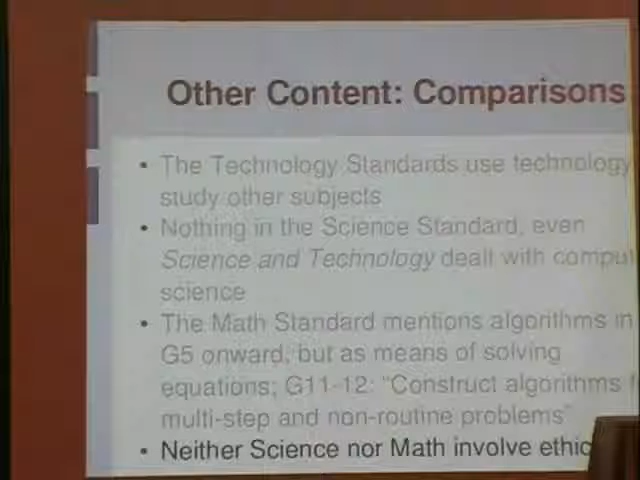 Other Content: Comparisons
• The Technology Standards use technology
study other subjects
• Nothing in the Science Standard, even
Science and Technology dealt with
science
• The Math Standard mentions algorithms in
G5 onward, but as means of solving
equations; G11-12: "Construct algorithms
multi-step and non-routine problems"
• Neither Science nor Math involve